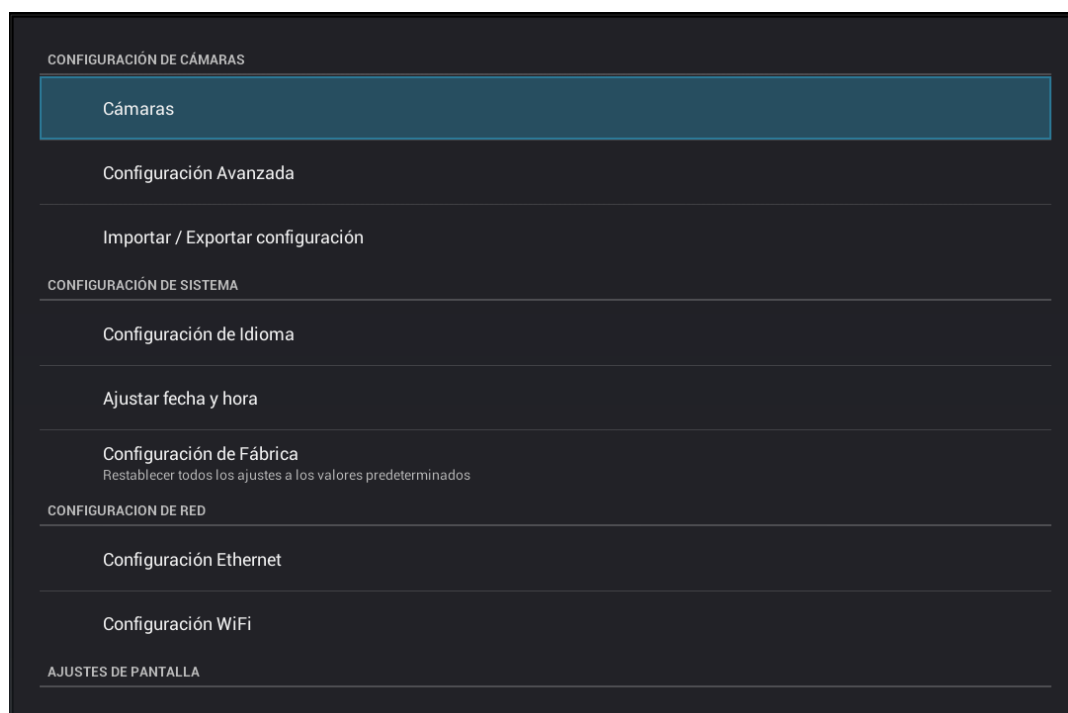 CONFIGURACIÓN DE CÁMARAS
Cámaras
Configuración Avanzada
Importar / Exportar configuración
CONFIGURACIÓN DE SISTEMA
Configuración de Idioma
Ajustar fecha y hora
Configuración de Fábrica
Restablecer todos los ajustes a los valores predeterminados
CONFIGURACION DE RED
Configuración Ethernet
Configuración WiFi
AJUSTES DE PANTALLA